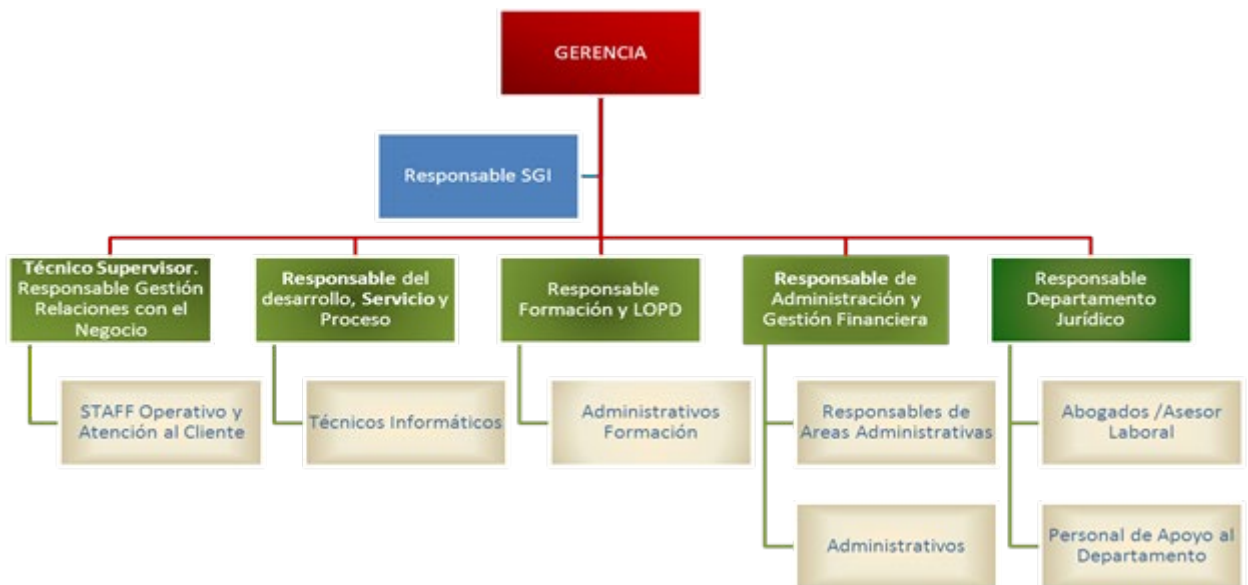 GERENCIA
Responsable SGI
Técnico Supervisor.
Responsable Gestión
Relaciones con el
Negocio
Responsable del
desarrollo, Servicio y
Proceso
Responsable
Formación y LOPD
Responsable de
Administración y
Gestión Financiera
Responsable
Departamento
Jurídico
STAFF Operativo y
Atención al Cliente
Técnicos Informáticos
Administrativos
Formación
Responsables de
Areas Administrativas
Abogados /Asesor
Laboral
Administrativos
Personal de Apoyo al
Departamento